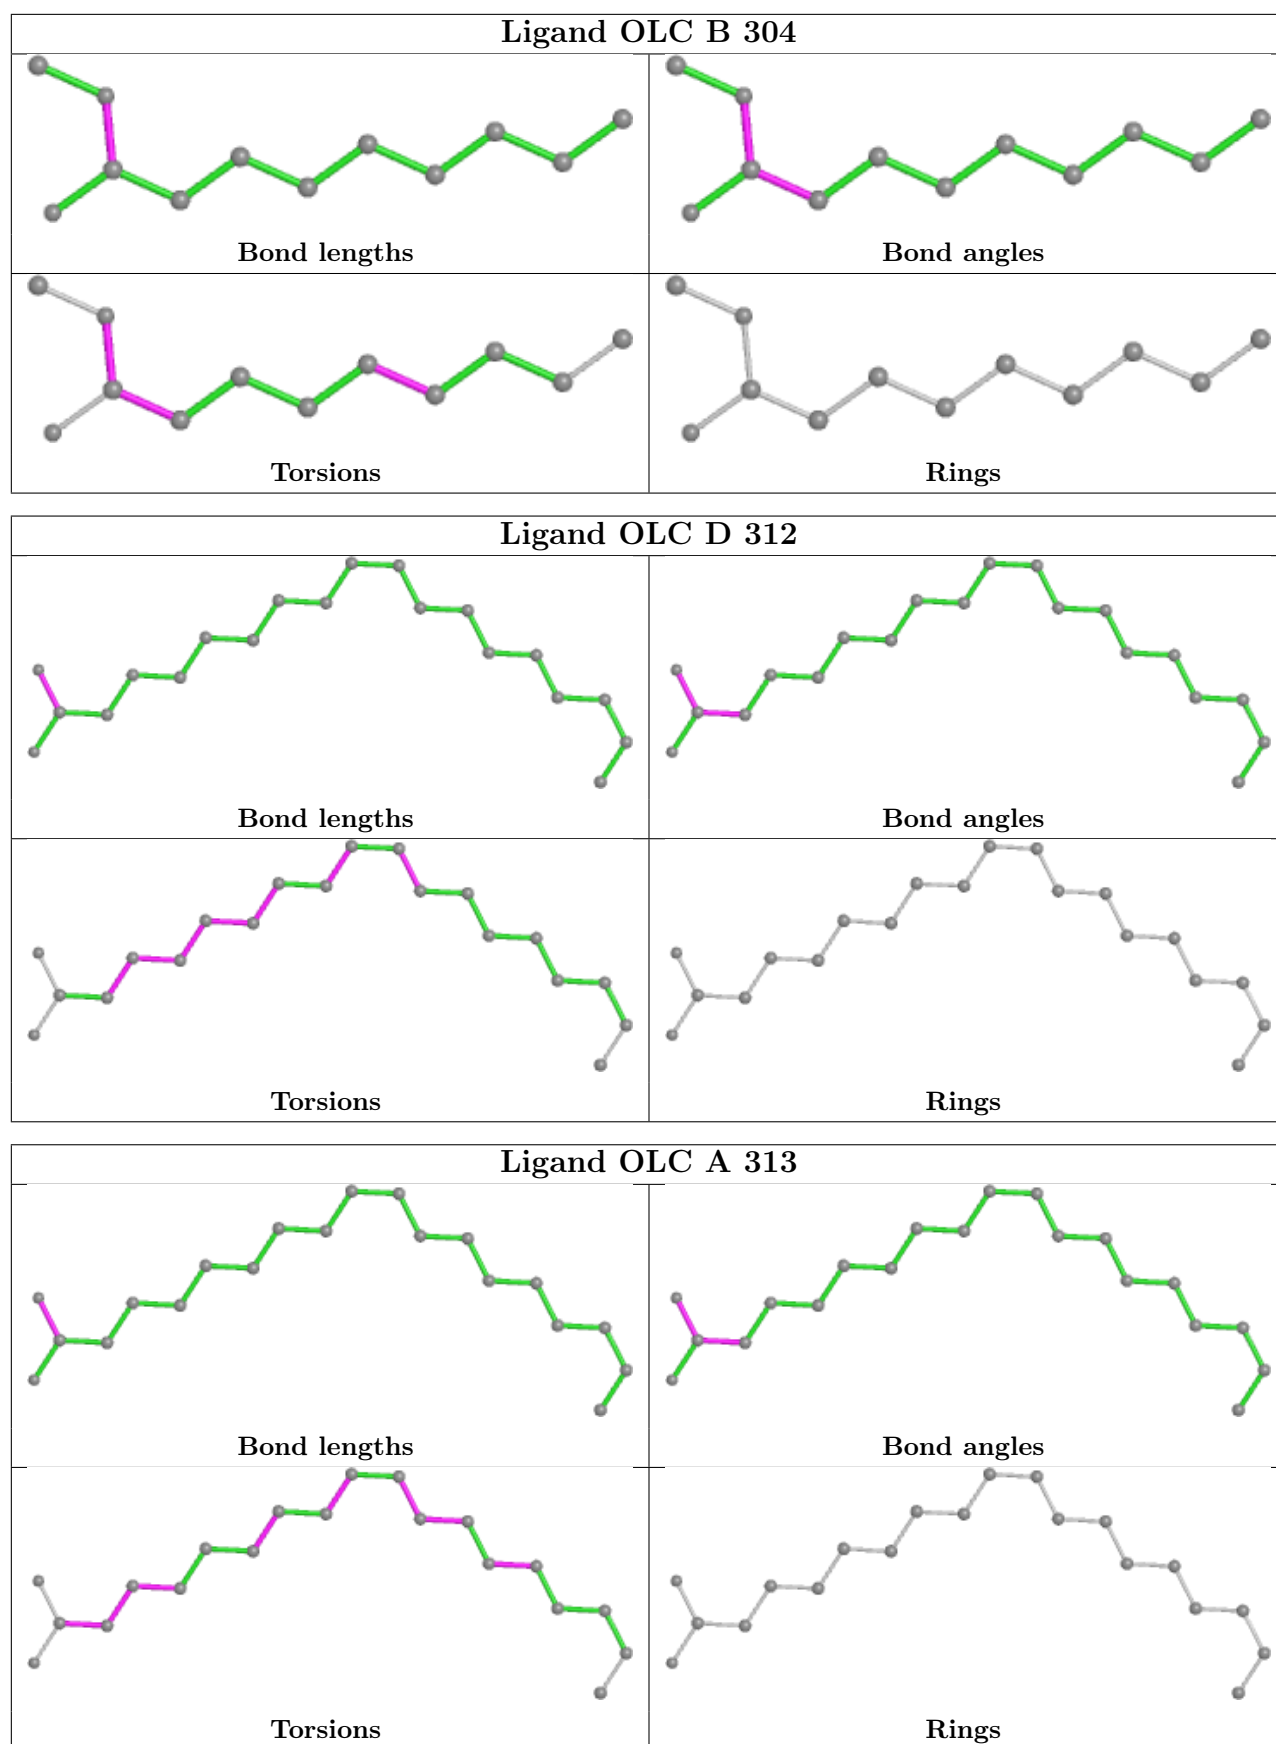 Ligand OLC B 304
Bond lengths
Bond angles
Torsions
Rings
Ligand OLC D 312
Bond lengths
Bond angles
Torsions
Rings
Ligand OLC A 313
Bond lengths
Bond angles
Torsions
Rings